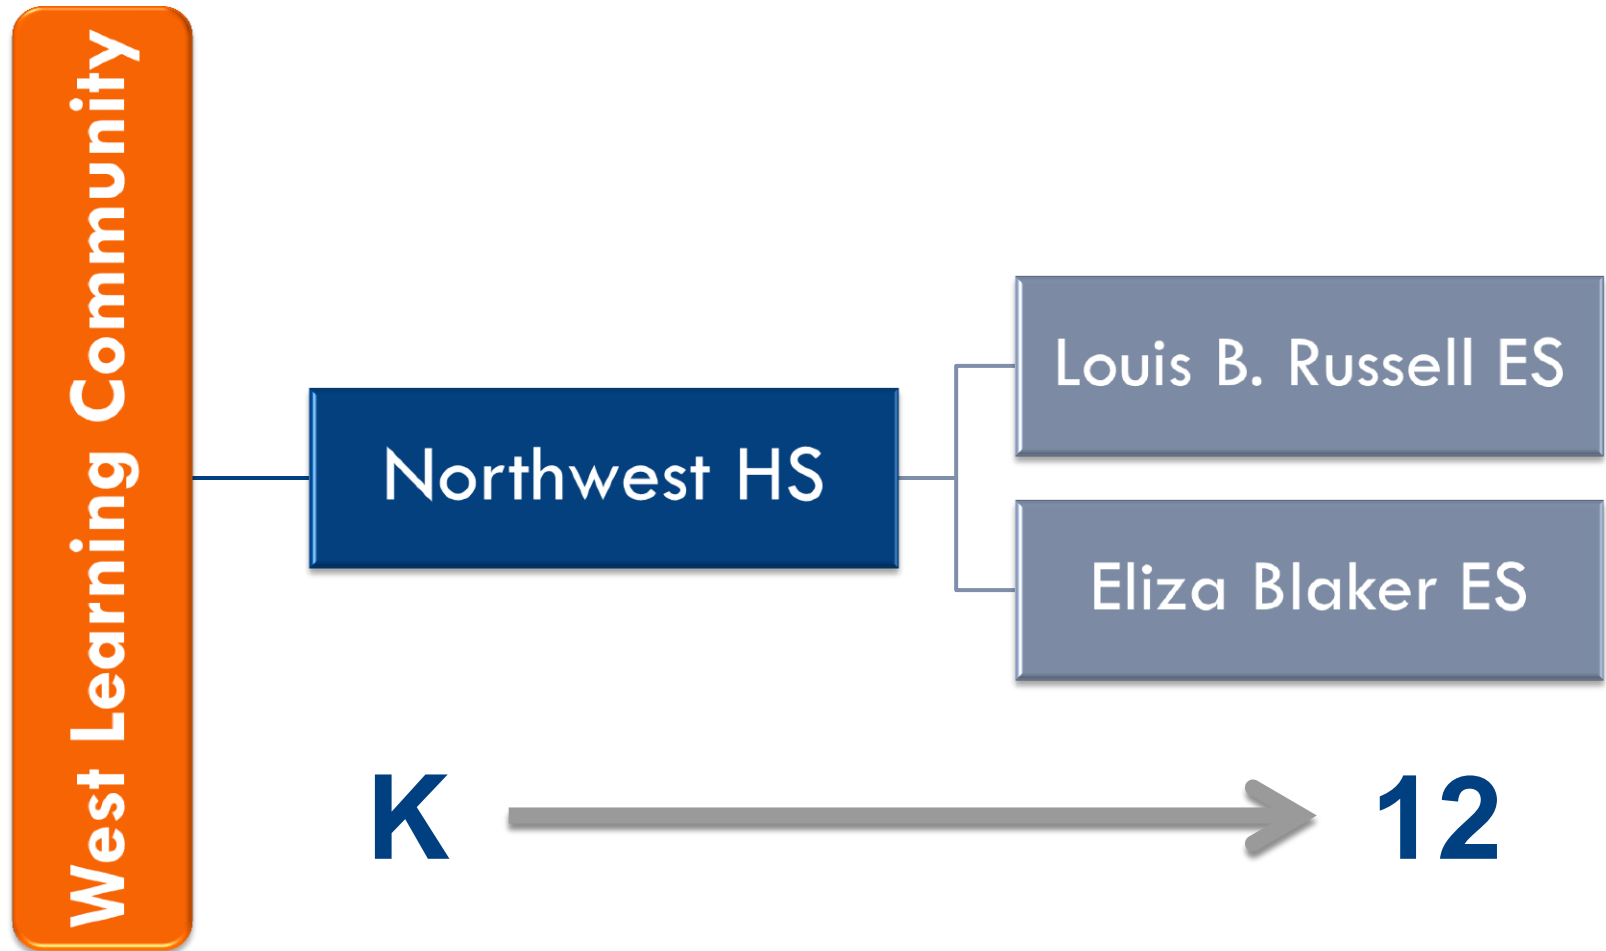 West Learning Community
Northwest HS
Louis B. Russell ES
Eliza Blaker ES
K
12